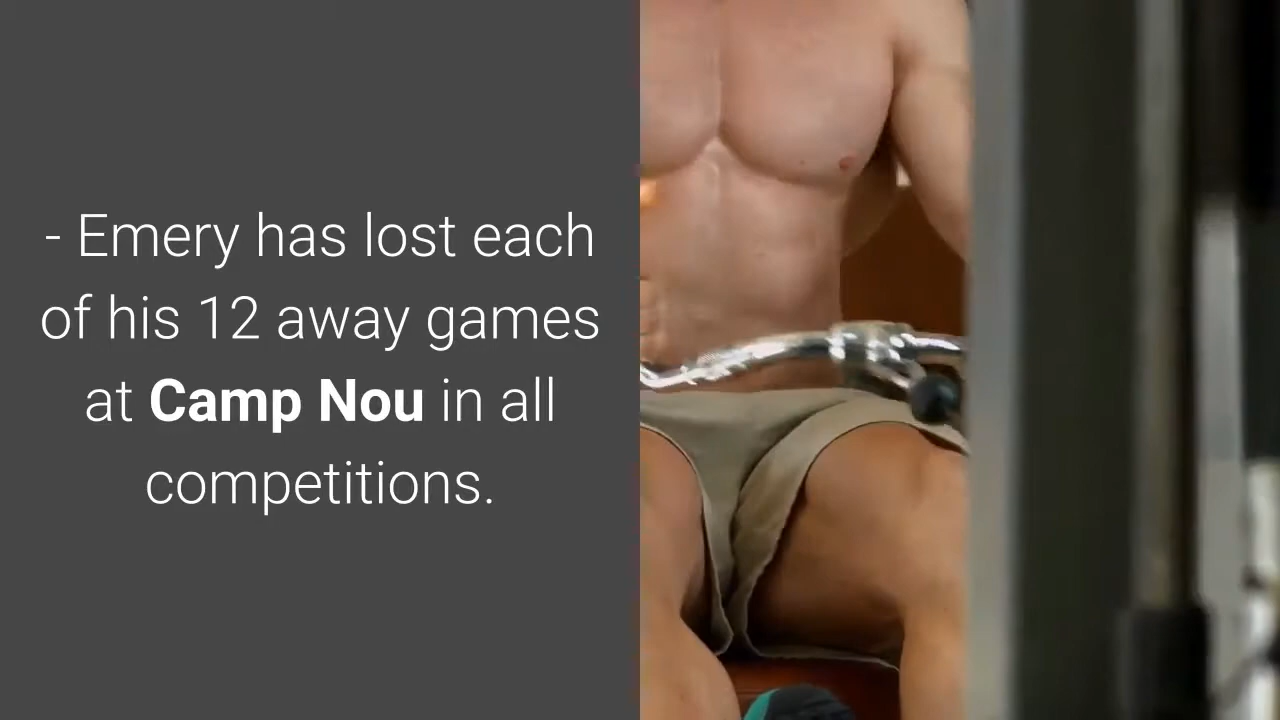 - Emery has lost each
of his 12 away games
at Camp Nou in all
competitions.